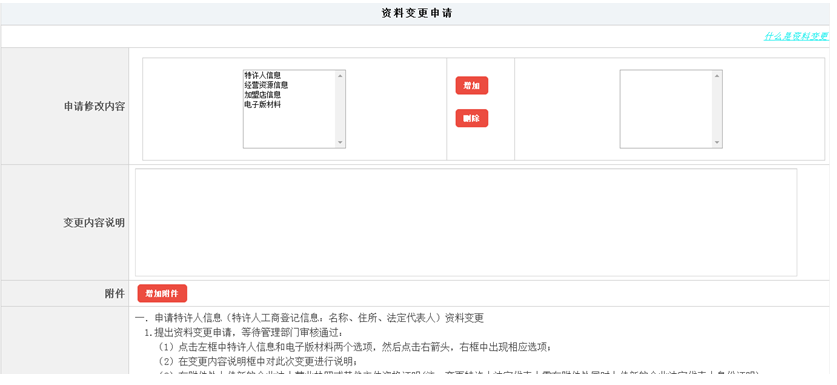 资料变更申请
什么是资料变更
申请修改内容
特许人信息
经营资源信息
加盟店信息
电子版材料
增加
删除
变更内容说明
附件
增加附件
一．申请特许人信息（特许人工商登记信息：名称、住所、法定代表人）资料变更
1.提出资料变更申请，等待管理部门审核通过：
（1）点击左框中特许人信息和电子版材料两个选项，然后点击右箭头，右框中出现相应选项；
（2）在变更内容说明框中对此次变更进行说明；